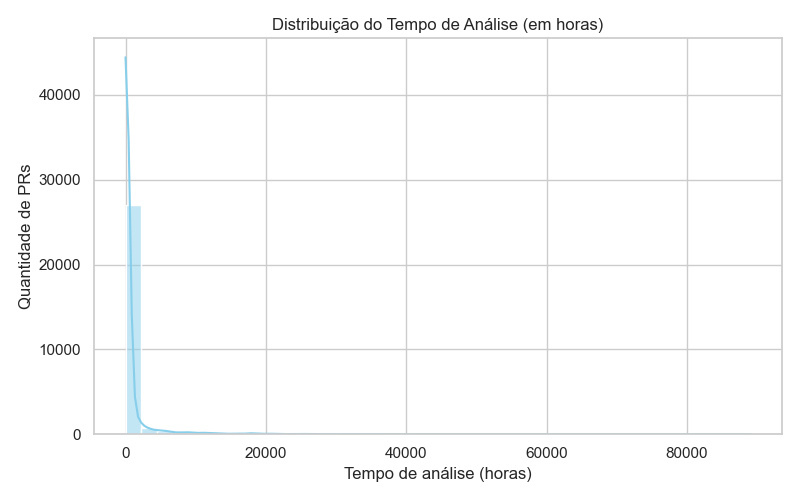 Distribuição do Tempo de Análise (em horas)
Quantidade de PRs
40000
30000
20000
10000
0
0 20000 40000 60000 80000
Tempo de análise (horas)